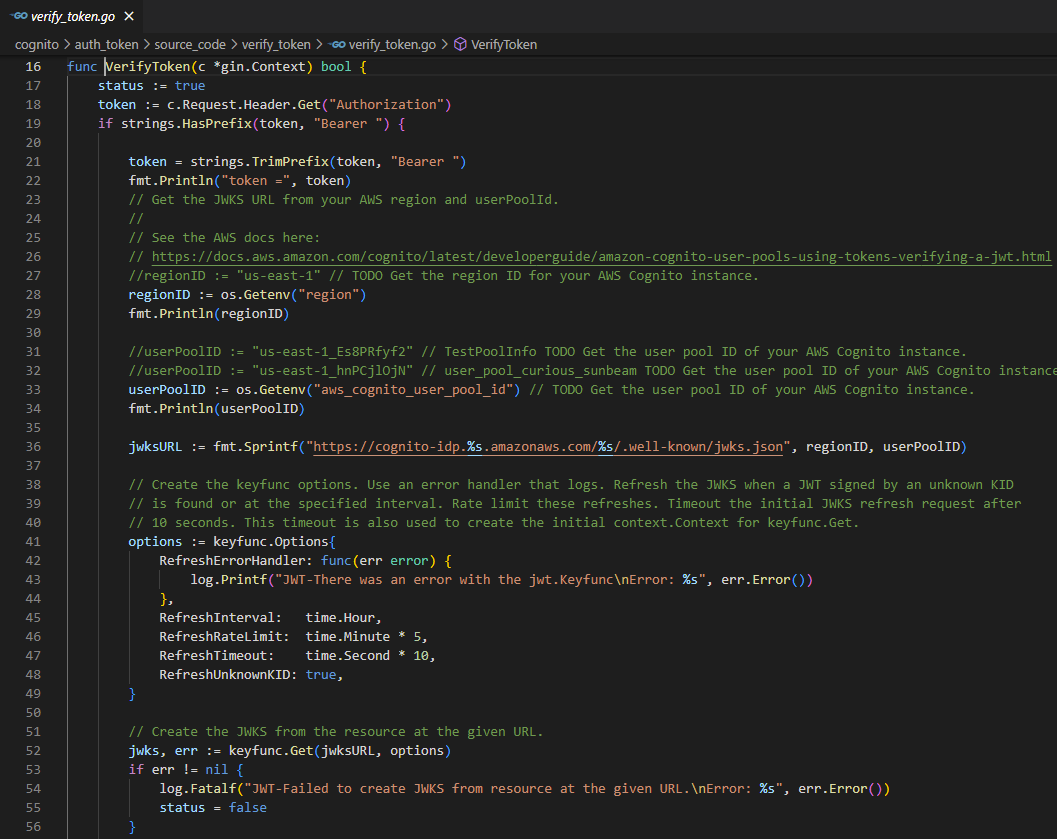 verify_token.go
cognito > auth_token > source_code > verify_token > verify_token.go > VerifyToken
16 func VerifyToken(c *gin.Context) bool {
17 status := true
18 token := c.Request.Header.Get("Authorization")
19 if strings.HasPrefix(token, "Bearer ") {
20
21 token = strings.TrimPrefix(token, "Bearer ")
22 fmt.Println("token =", token)
23 // Get the JWKS URL from your AWS region and userPoolId.
24 //
25 // See the AWS docs here:
26 // https://docs.aws.amazon.com/cognito/latest/developerguide/amazon-cognito-user-pools-using-tokens-verifying-a-jwt.html
27 //regionID := "us-east-1" // TODO Get the region ID for your AWS Cognito instance.
28 regionID := os.Getenv("region")
29 fmt.Println(regionID)
30
31 //userPoolID := "us-east-1_Es8PRfyf2" // TestPoolInfo TODO Get the user pool ID of your AWS Cognito instance.
32 //userPoolID := "us-east-1_hnPCjlOjN" // user_pool_curious_sunbeam TODO Get the user pool ID of your AWS Cognito instance
33 userPoolID := os.Getenv("aws_cognito_user_pool_id") // TODO Get the user pool ID of your AWS Cognito instance.
34 fmt.Println(userPoolID)
35
36 jwksURL := fmt.Sprintf("https://cognito-idp.%s.amazonaws.com/%s/.well-known/jwks.json", regionID, userPoolID)
37
38 // Create the keyfunc options. Use an error handler that logs. Refresh the JWKS when a JWT signed by an unknown KID
39 // is found or at the specified interval. Rate limit these refreshes. Timeout the initial JWKS refresh request after
40 // 10 seconds. This timeout is also used to create the initial context.Context for keyfunc.Get.
41 options := keyfunc.Options{
42 RefreshErrorHandler: func(err error) {
43 log.Printf("JWT-There was an error with the jwt.Keyfunc\nError: %s", err.Error())
44 },
45 RefreshInterval: time.Hour,
46 RefreshRateLimit: time.Minute * 5,
47 RefreshTimeout: time.Second * 10,
48 RefreshUnknownKID: true,
49 }
50
51 // Create the JWKS from the resource at the given URL.
52 jwks, err := keyfunc.Get(jwksURL, options)
53 if err != nil {
54 log.Fatalf("JWT-Failed to create JWKS from resource at the given URL.\nError: %s", err.Error())
55 status = false
56 }